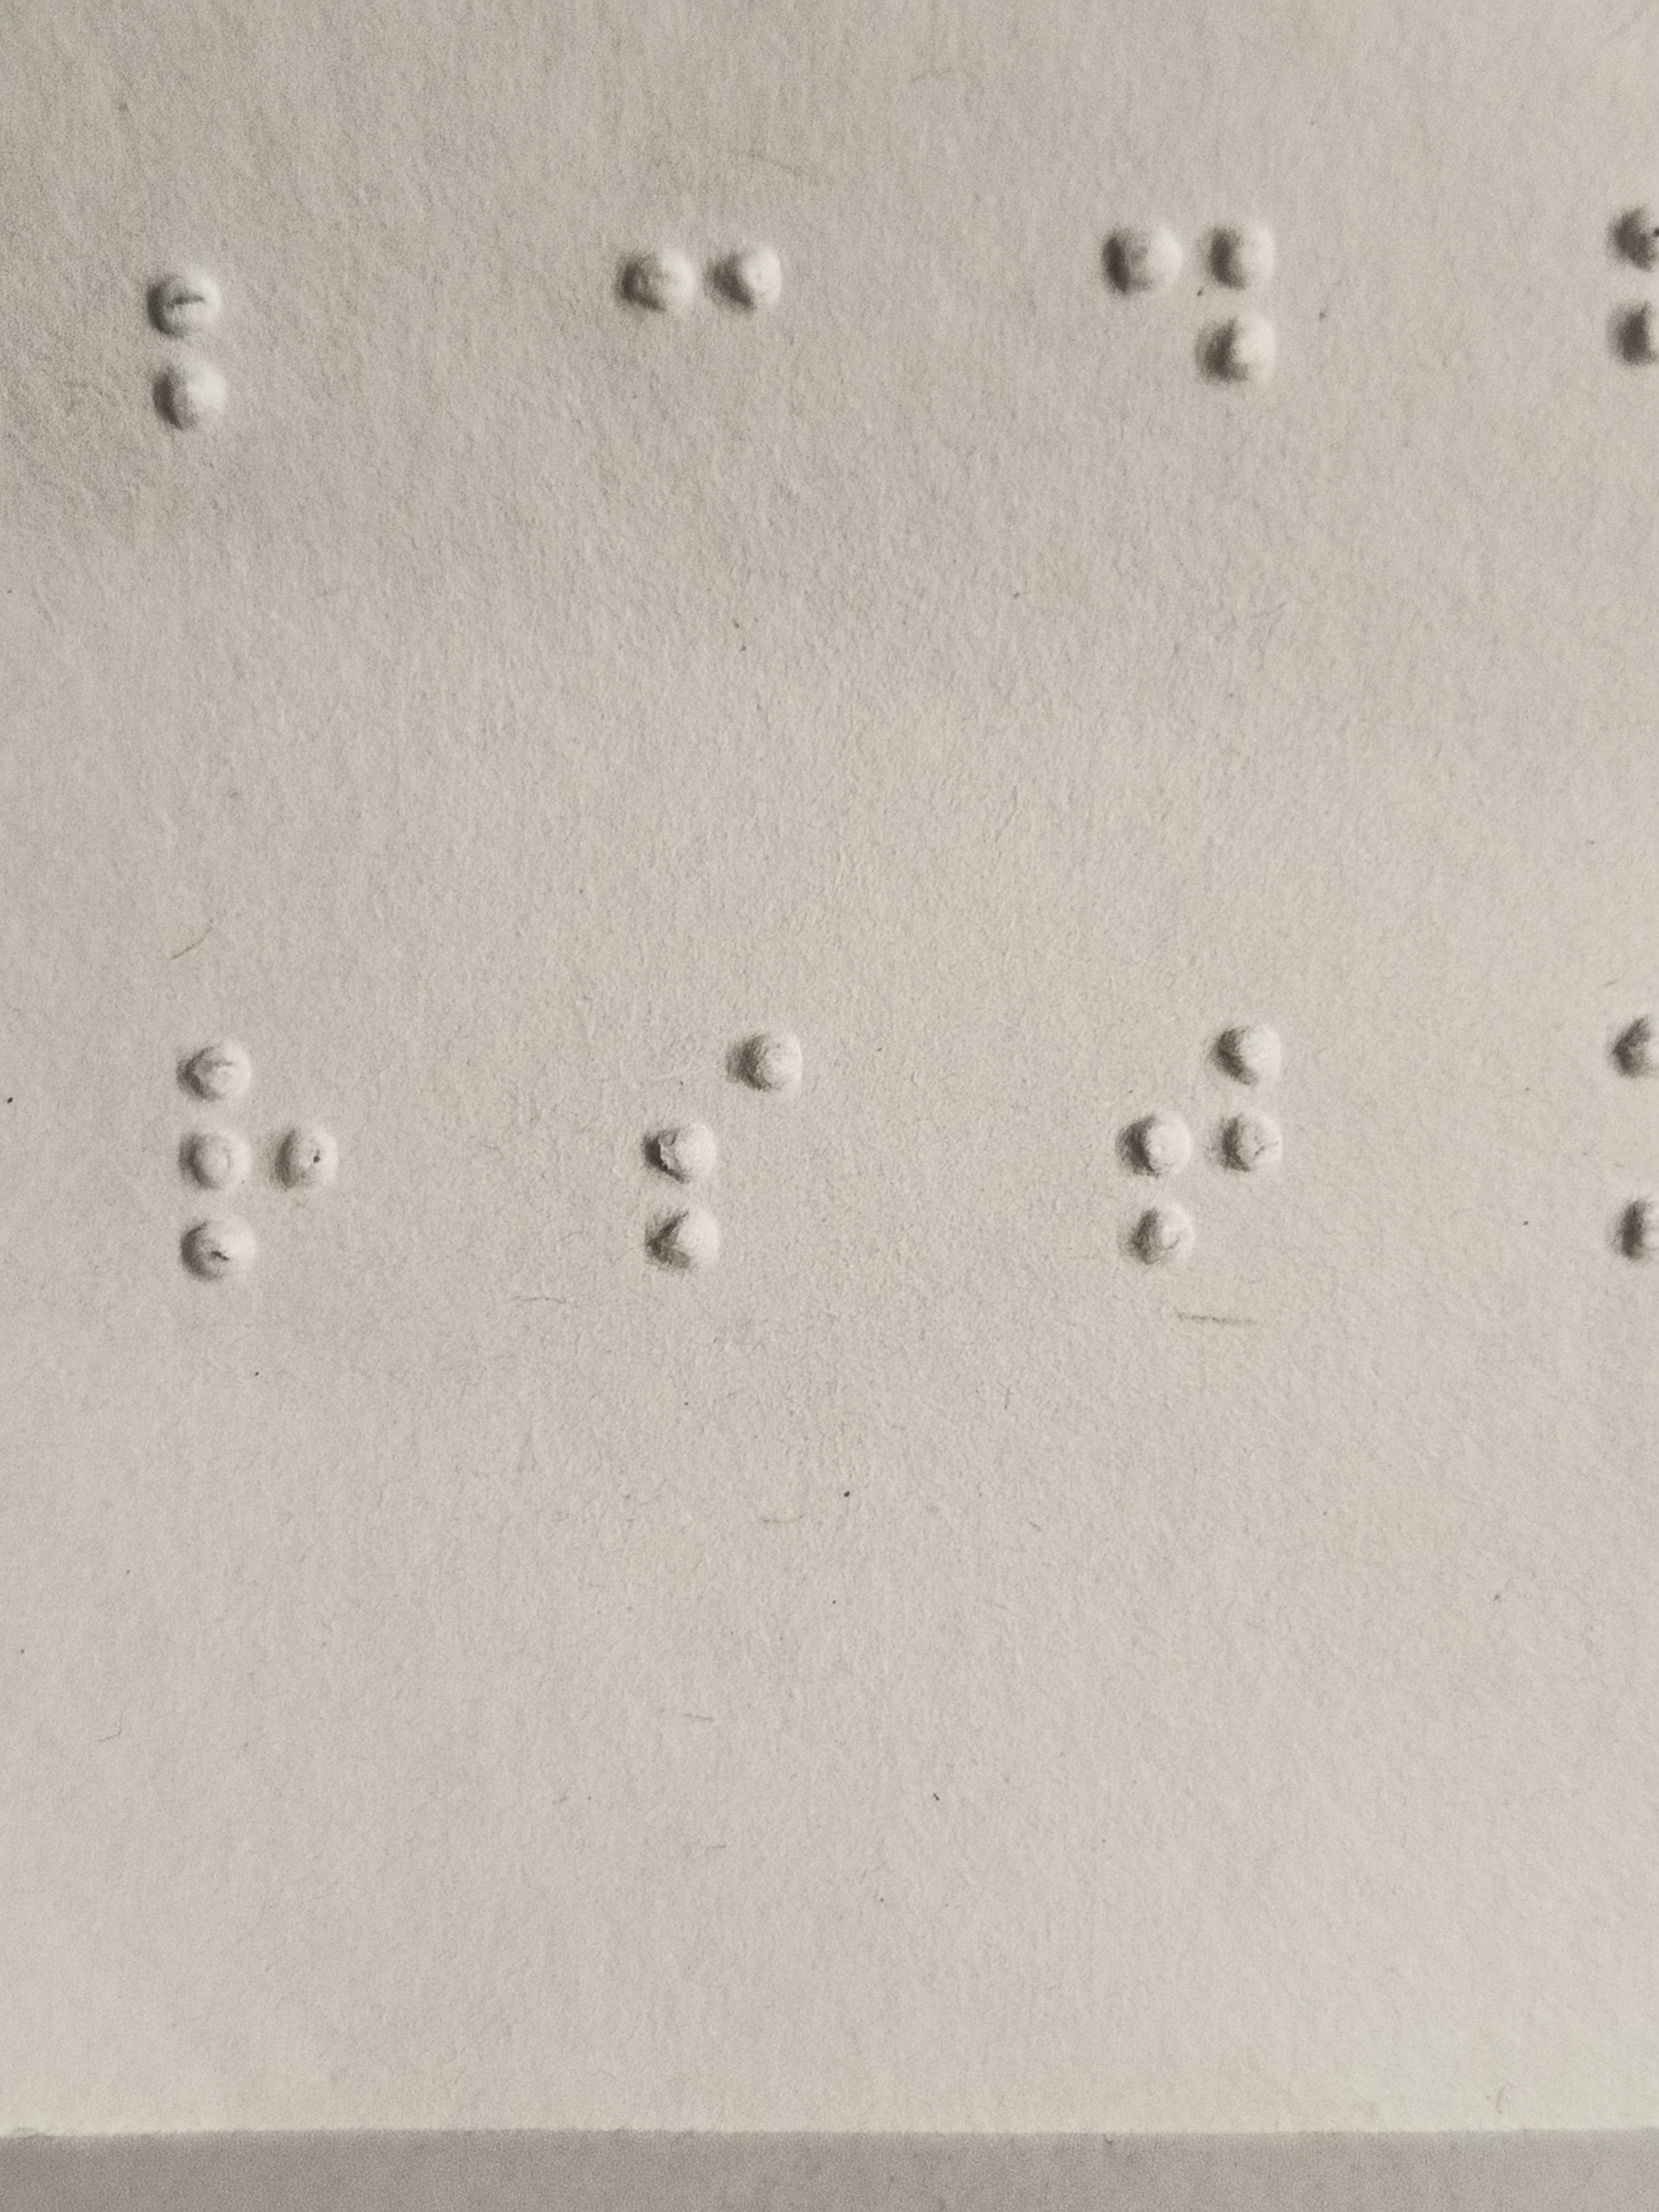 ⠃ ⠉ ⠙
⠗ ⠎ ⠞